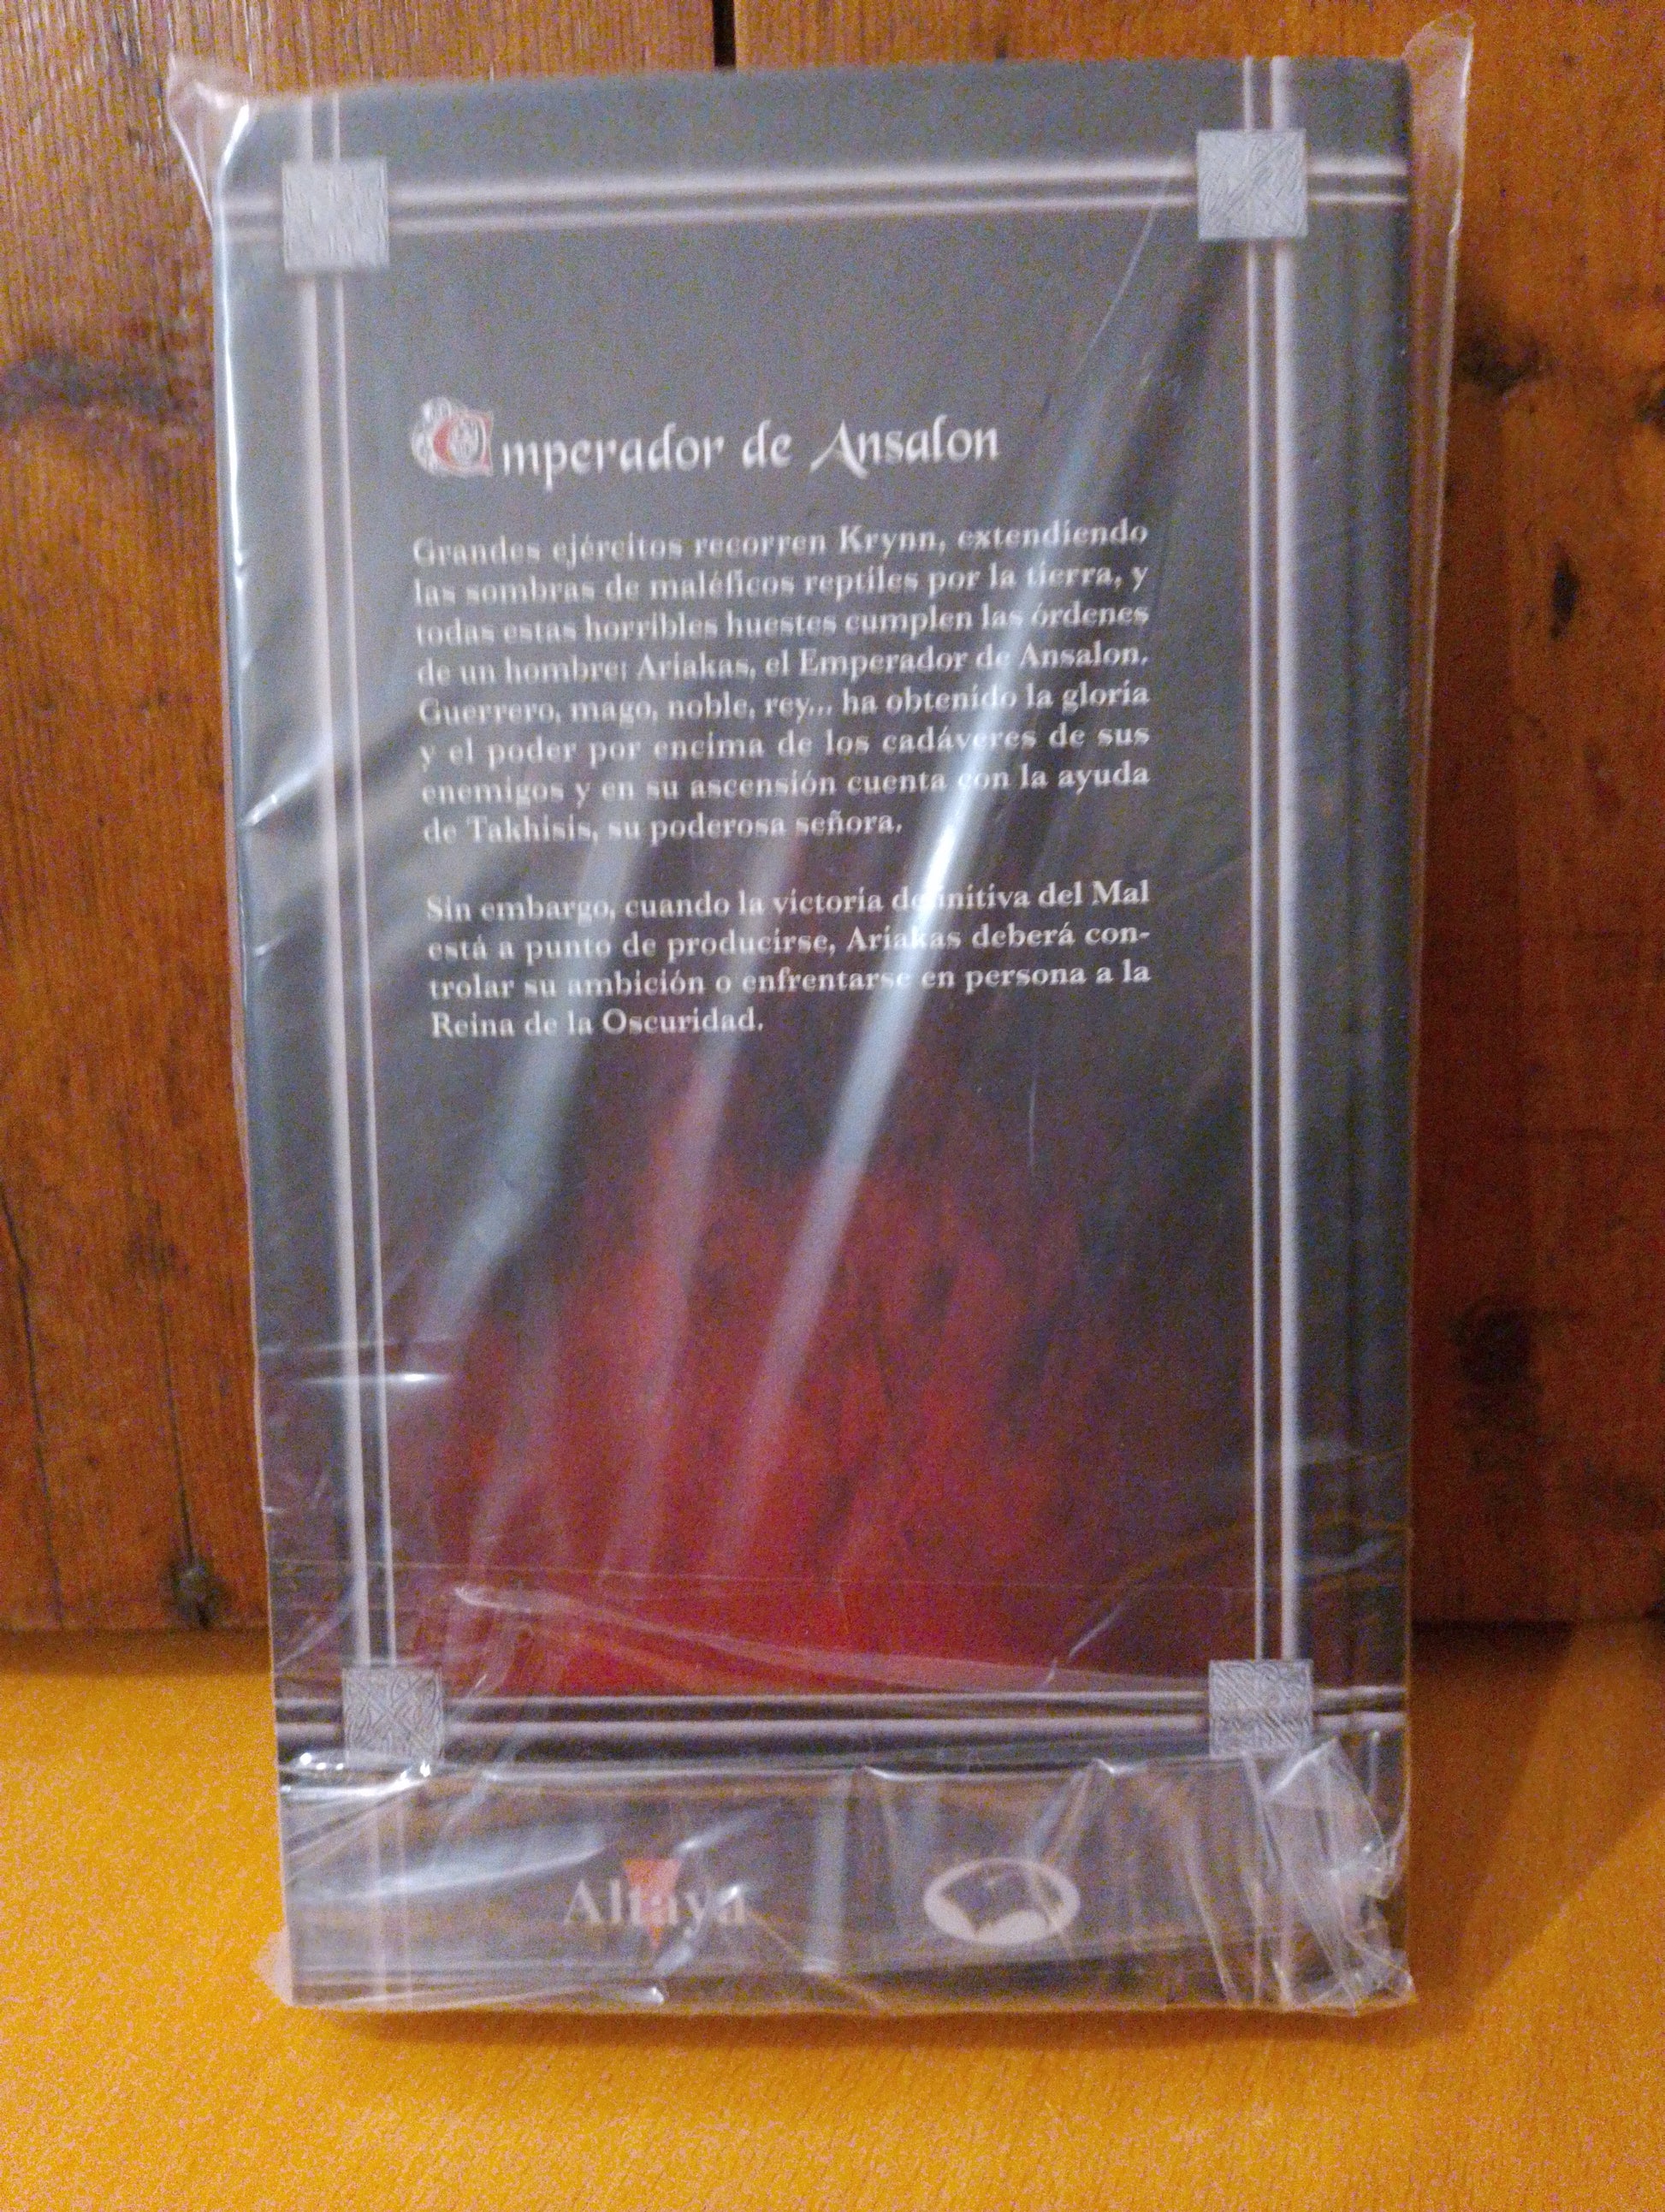 Emperador de Ansalon
Grandes ejércitos recorren Krynn, extendiendo
las sombras de maléficos reptiles por la tierra, y
todas estas horribles huestes cumplen las órdenes
de un hombre: Ariakas, el Emperador de Ansalon.
Guerrero, mago, noble, rey... ha obtenido la gloria
y el poder por encima de los cadáveres de sus
enemigos y en su ascensión cuenta con la ayuda
de Takhisis, su poderosa señora.
Sin embargo, cuando la victoria definitiva del Mal
está a punto de producirse, Ariakas deberá con-
trolar su ambición o enfrentarse en persona a la
Reina de la Oscuridad.
Altaya